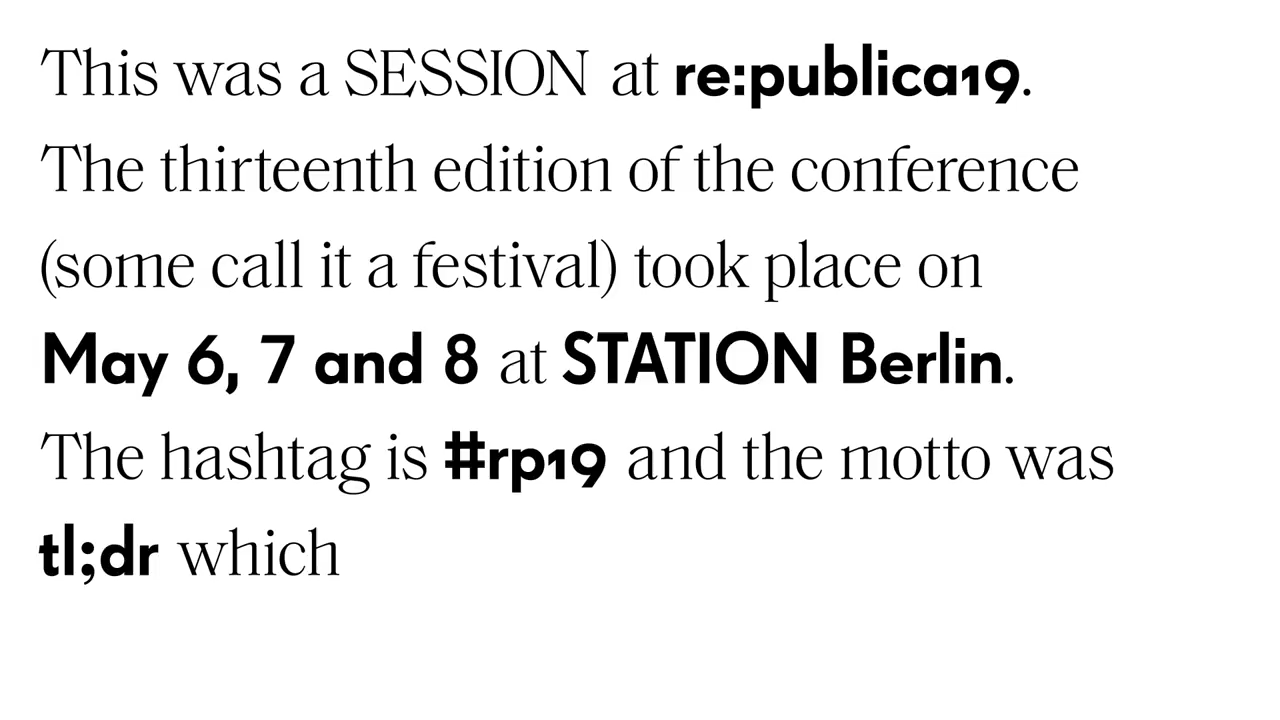 This was a SESSION at re:publica19.
The thirteenth edition of the conference
(some call it a festival) took place on
May 6, 7 and 8 at STATION Berlin.
The hashtag is #rp19 and the motto was
tl;dr which